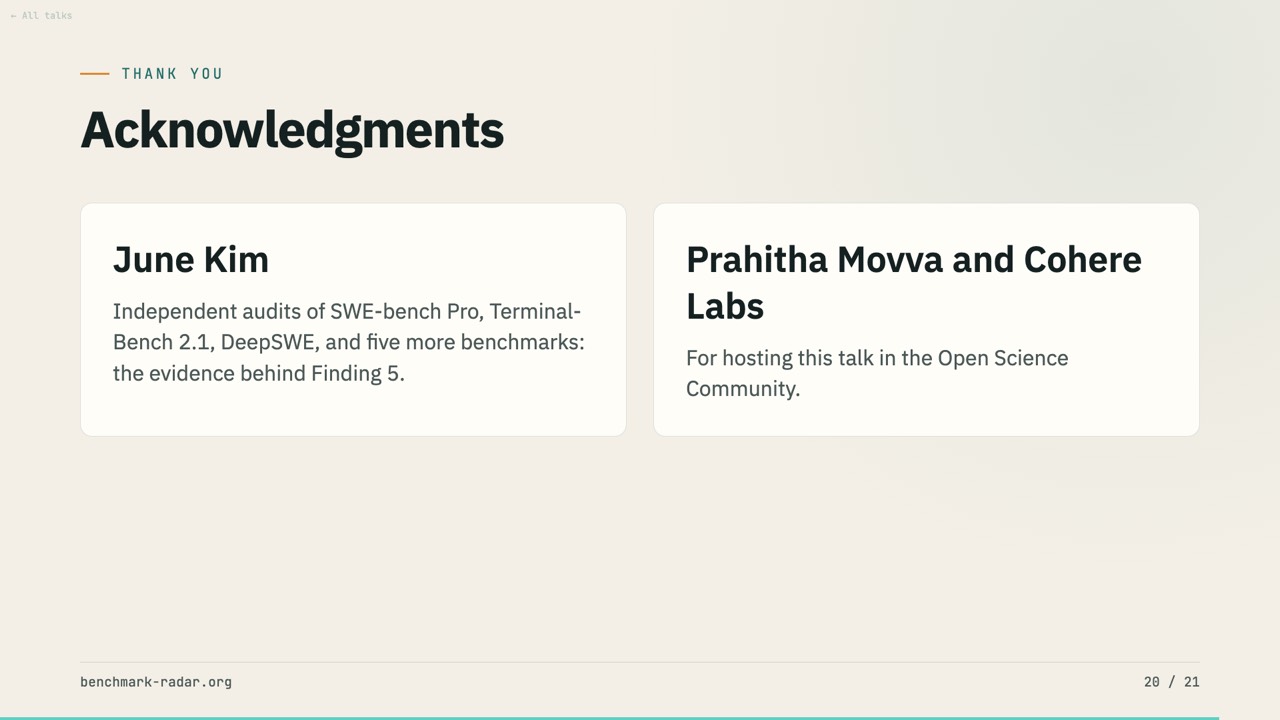 ← All talks
THANK YOU
Acknowledgments
June Kim
Independent audits of SWE-bench Pro, Terminal-
Bench 2.1, DeepSWE, and five more benchmarks:
the evidence behind Finding 5.
Prahitha Movva and Cohere
Labs
For hosting this talk in the Open Science
Community.
benchmark-radar.org
20 / 21